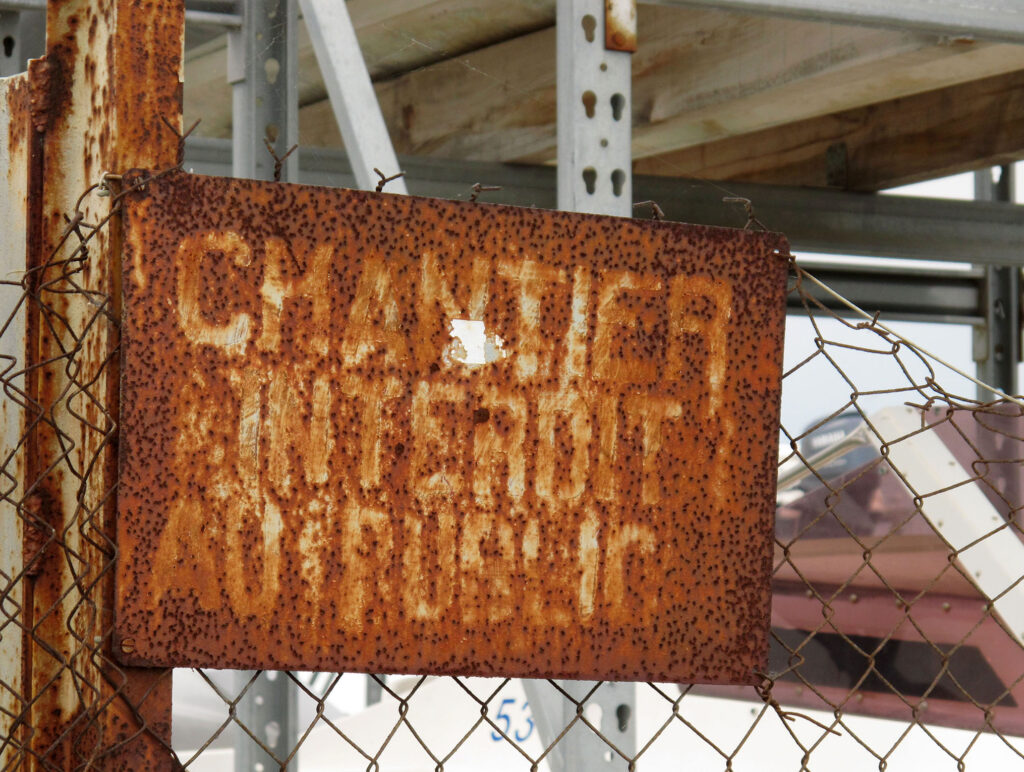 CHANTIER
INTERDIT
AU PUBLIC
53